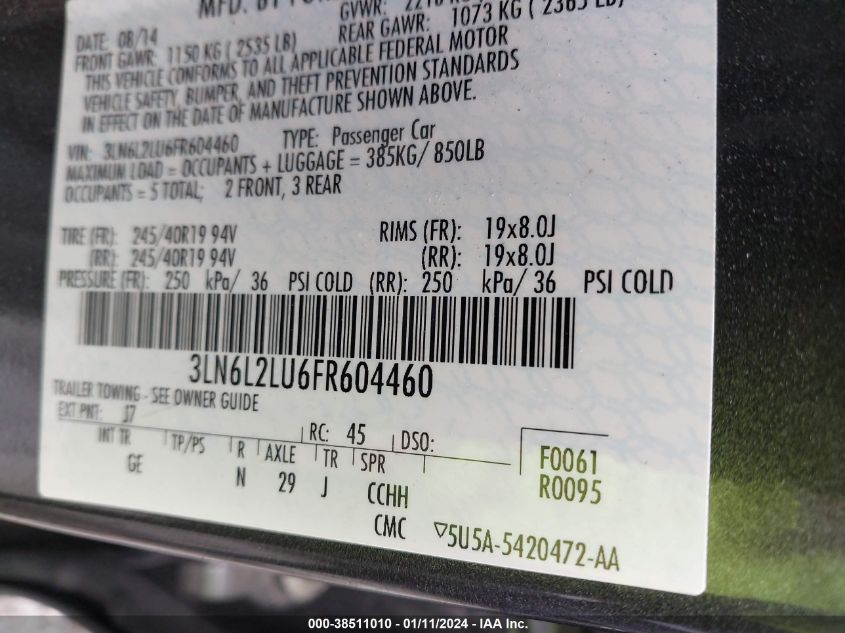 MFD. BY FOR
DATE: 08/14 GVWR:
FRONT GAWR: 1150 KG ( 2535 LB) REAR GAWR: 1073 KG ( 2365 LB)
THIS VEHICLE CONFORMS TO ALL APPLICABLE FEDERAL MOTOR
VEHICLE SAFETY, BUMPER, AND THEFT PREVENTION STANDARDS
IN EFFECT ON THE DATE OF MANUFACTURE SHOWN ABOVE.
VIN: 3LN6L2LU6FR604460 TYPE: Passenger Car
MAXIMUM LOAD = OCCUPANTS + LUGGAGE = 385KG/ 850LB
OCCUPANTS = 5 TOTAL; 2 FRONT, 3 REAR
TIRE (FR): 245/40R19 94V RIMS (FR): 19x8.0J
(RR): 245/40R19 94V (RR): 19x8.0J
PRESSURE (FR): 250 kPa/ 36 PSI COLD (RR): 250 kPa/ 36 PSI COLD
3LN6L2LU6FR604460
TRAILER TOWING - SEE OWNER GUIDE
EXT PNT: J7 RC: 45 DSO:
INT TR TP/PS R AXLE TR SPR F0061
GE N 29 J CCHH R0095
CMC ▽5U5A-5420472-AA
000-38511010 - 01/11/2024 - IAA Inc.